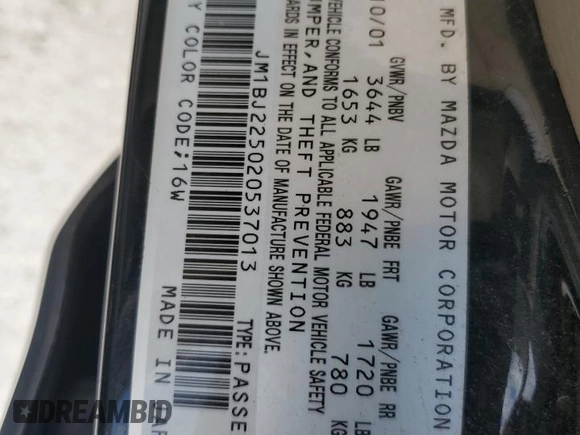 MFD. BY MAZDA MOTOR CORPORATION
10/01
GVWR/PNBV GAWR/PNBE FRT GAWR/PNBE RR
3644 LB 1947 LB 1720 LB
1653 KG 883 KG 780 KG
VEHICLE CONFORMS TO ALL APPLICABLE FEDERAL MOTOR VEHICLE SAFETY
BUMPER, AND THEFT PREVENTION
IN EFFECT ON THE DATE OF MANUFACTURE SHOWN ABOVE.
JM1BJ225020537013 TYPE:PASSE
Y COLOR CODE;16W MADE IN
DREAMBID